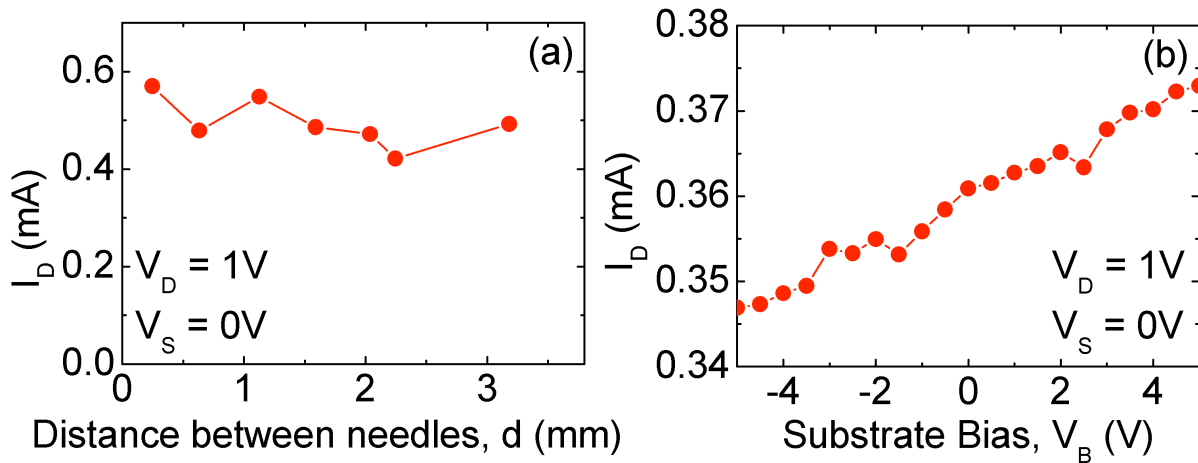 (a)
I_D (mA)
0.6
0.4
0.2
0.0
V_D = 1V
V_S = 0V
0 1 2 3
Distance between needles, d (mm)
(b)
I_D (mA)
0.38
0.37
0.36
0.35
0.34
V_D = 1V
V_S = 0V
-4 -2 0 2 4
Substrate Bias, V_B (V)